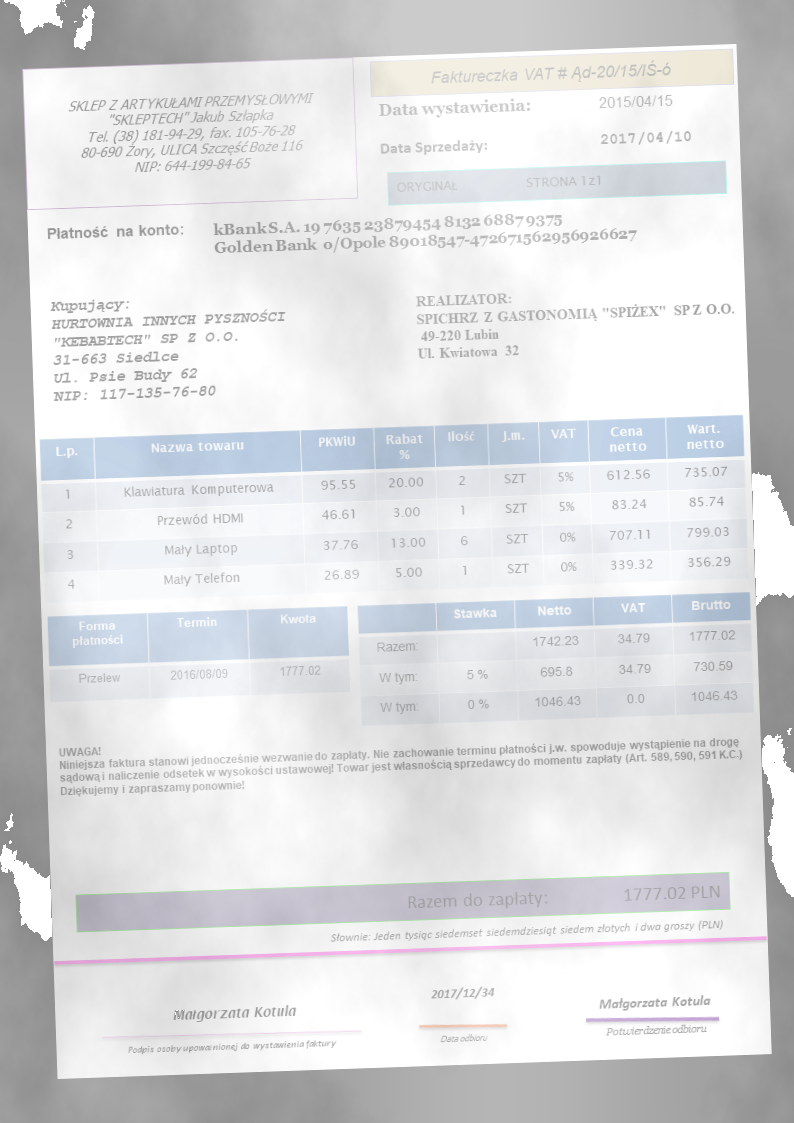 SKLEP Z ARTYKUŁAMI PRZEMYSŁOWYMI
"SKLEPTECH" Jakub Szłapka
Tel. (38) 181-94-29, fax. 105-76-28
80-690 Żory, ULICA Szczęść Boże 116
NIP: 644-199-84-65
Faktureczka VAT # Ąd-20/15/IŚ-ó
Data wystawienia: 2015/04/15
Data Sprzedaży: 2017/04/10
ORYGINAŁ STRONA 1 z 1
Płatność na konto: kBank S.A. 19 7635 23879454 8132 6887 9375
Golden Bank o/Opole 89018547-472671562956926627
Kupujący:
HURTOWNIA INNYCH PYSZNOŚCI
"KEBABTECH" SP Z O.O.
31-663 Siedlce
Ul. Psie Budy 62
NIP: 117-135-76-80
REALIZATOR:
SPICHRZ Z GASTONOMIĄ "SPIŻEX" SP Z O.O.
49-220 Lubin
Ul. Kwiatowa 32
L.p. Nazwa towaru PKWiU Rabat % Ilość J.m. VAT Cena netto Wart. netto
1 Klawiatura Komputerowa 95.55 20.00 2 SZT 5% 612.56 735.07
2 Przewód HDMI 46.61 3.00 1 SZT 5% 83.24 85.74
3 Mały Laptop 37.76 13.00 6 SZT 0% 707.11 799.03
4 Mały Telefon 26.89 5.00 1 SZT 0% 339.32 356.29
Forma płatności Termin Kwota
Przelew 2016/08/09 1777.02
Stawka Netto VAT Brutto
Razem: 1742.23 34.79 1777.02
W tym: 5 % 695.8 34.79 730.59
W tym: 0 % 1046.43 0.0 1046.43
UWAGA!
Niniejsza faktura stanowi jednocześnie wezwanie do zapłaty. Nie zachowanie terminu płatności j.w. spowoduje wystąpienie na drogę
sądową i naliczenie odsetek w wysokości ustawowej! Towar jest własnością sprzedawcy do momentu zapłaty (Art. 589, 590, 591 K.C.)
Dziękujemy i zapraszamy ponownie!
Razem do zapłaty: 1777.02 PLN
Słownie: Jeden tysiąc siedemset siedemdziesiąt siedem złotych i dwa groszy (PLN)
Małgorzata Kotula
Podpis osoby upoważnionej do wystawienia faktury
2017/12/34
Data odbioru
Małgorzata Kotula
Potwierdzenie odbioru